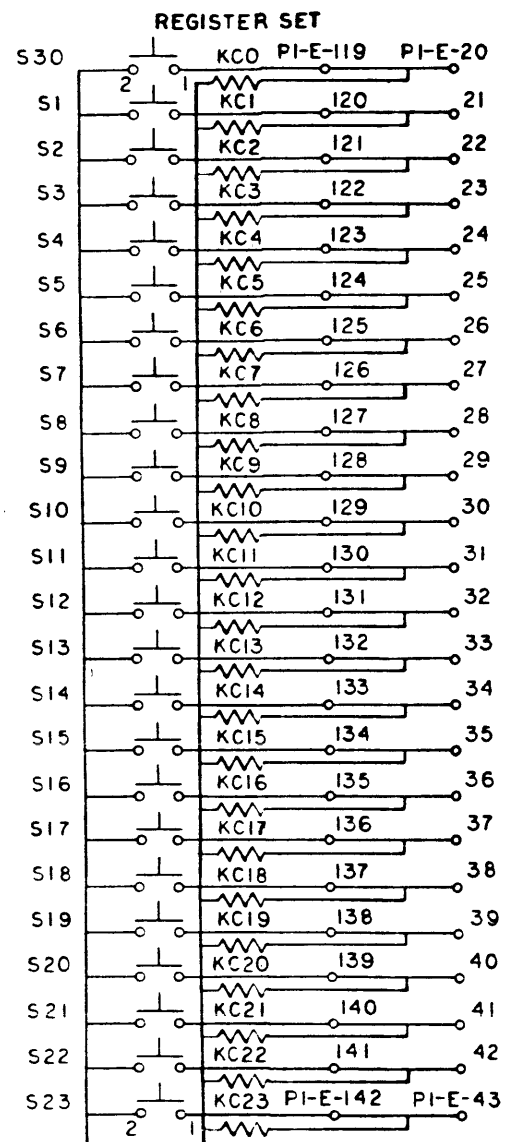 REGISTER SET
S30 KC0 P1-E-119 P1-E-20
2 1
S1 KC1 120 21
S2 KC2 121 22
S3 KC3 122 23
S4 KC4 123 24
S5 KC5 124 25
S6 KC6 125 26
S7 KC7 126 27
S8 KC8 127 28
S9 KC9 128 29
S10 KC10 129 30
S11 KC11 130 31
S12 KC12 131 32
S13 KC13 132 33
S14 KC14 133 34
S15 KC15 134 35
S16 KC16 135 36
S17 KC17 136 37
S18 KC18 137 38
S19 KC19 138 39
S20 KC20 139 40
S21 KC21 140 41
S22 KC22 141 42
S23 KC23 P1-E-142 P1-E-43
2 1